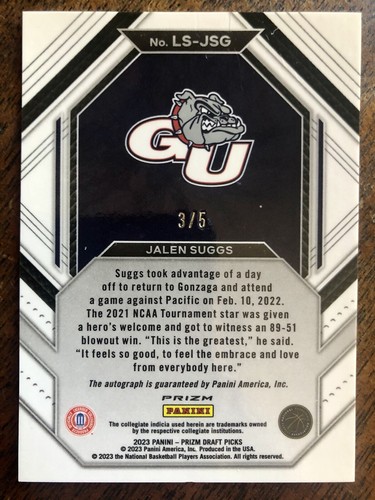 No. LS-JSG
GU
3/5
JALEN SUGGS
Suggs took advantage of a day
off to return to Gonzaga and attend
a game against Pacific on Feb. 10, 2022.
The 2021 NCAA Tournament star was given
a hero's welcome and got to witness an 89-51
blowout win. "This is the greatest," he said.
"It feels so good, to feel the embrace and love
from everybody here."
The autograph is guaranteed by Panini America, Inc.
PRIZM
PANINI
The collegiate indicia used herein are trademarks owned
by the respective collegiate institutions.
2023 PANINI - PRIZM DRAFT PICKS
© 2023 Panini America, Inc. Produced in the USA.
© 2023 the National Basketball Players Association. All rights reserved.